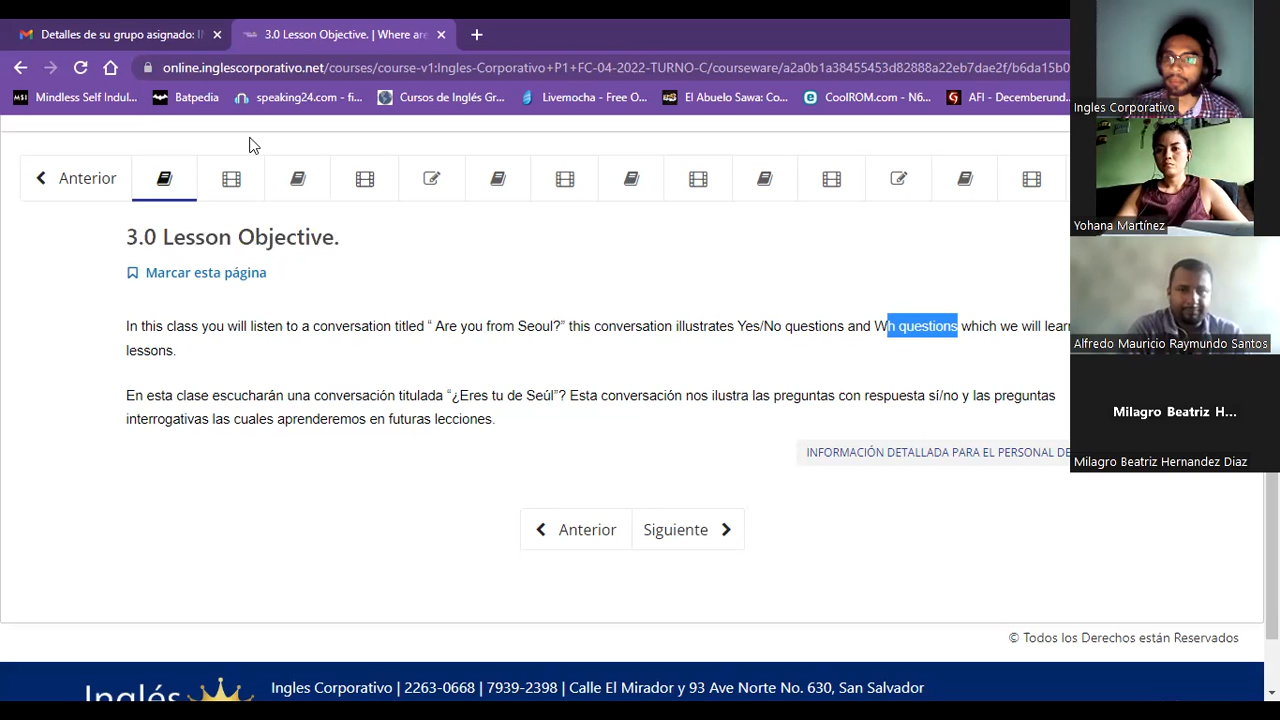 Detalles de su grupo asignado: I
3.0 Lesson Objective. | Where are
online.inglescorporativo.net/courses/course-v1:Ingles-Corporativo+P1+FC-04-2022-TURNO-C/courseware/a2a0b1a38455453d82888a22eb7dae2f/b6da15b0
Mindless Self Indul...
Batpedia
speaking24.com - fi...
Cursos de Inglés Gr...
Livemocha - Free O...
El Abuelo Sawa: Co...
CoolROM.com - N6...
AFI - Decemberund...
Anterior
3.0 Lesson Objective.
Marcar esta página
In this class you will listen to a conversation titled “ Are you from Seoul?” this conversation illustrates Yes/No questions and Wh questions which we will learn
lessons.
En esta clase escucharán una conversación titulada “¿Eres tu de Seúl”? Esta conversación nos ilustra las preguntas con respuesta sí/no y las preguntas
interrogativas las cuales aprenderemos en futuras lecciones.
INFORMACIÓN DETALLADA PARA EL PERSONAL DE
Anterior
Siguiente
© Todos los Derechos están Reservados
Inglés
Ingles Corporativo | 2263-0668 | 7939-2398 | Calle El Mirador y 93 Ave Norte No. 630, San Salvador
Ingles Corporativo
Yohana Martínez
Alfredo Mauricio Raymundo Santos
Milagro Beatriz H...
Milagro Beatriz Hernandez Diaz